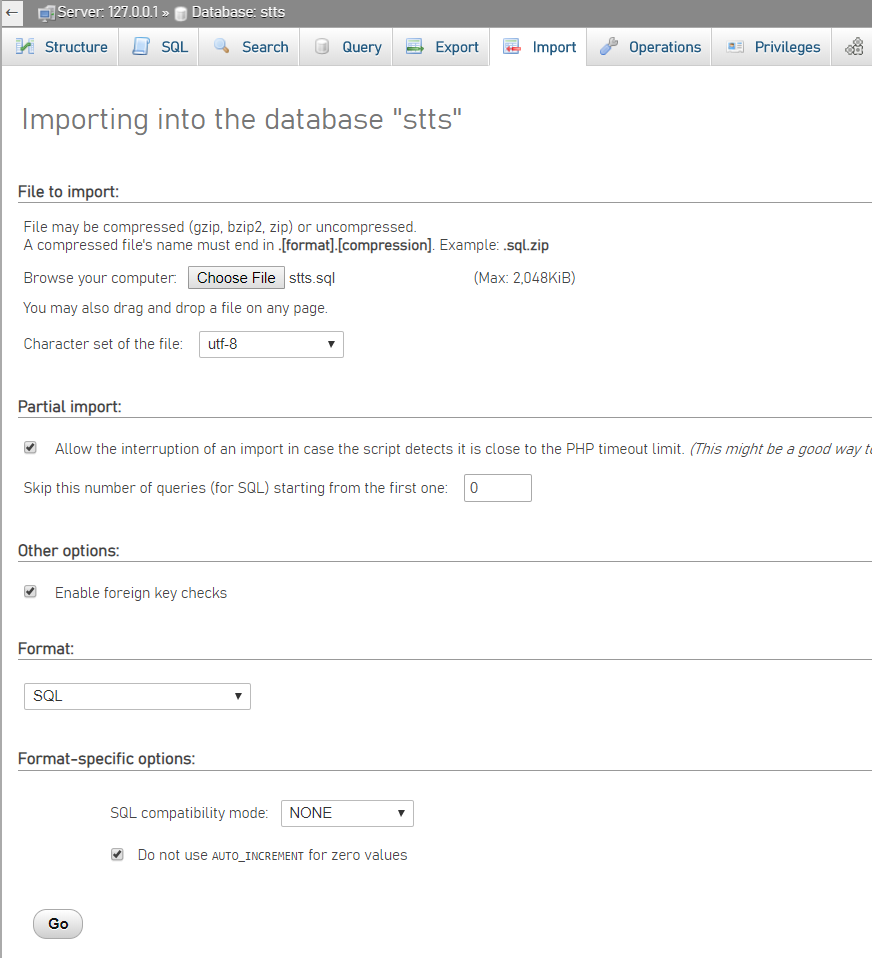 Server: 127.0.0.1 » Database: stts
Structure SQL Search Query Export Import Operations Privileges
Importing into the database "stts"
File to import:
File may be compressed (gzip, bzip2, zip) or uncompressed.
A compressed file's name must end in .[format].[compression]. Example: .sql.zip
Browse your computer: Choose File stts.sql (Max: 2,048KiB)
You may also drag and drop a file on any page.
Character set of the file: utf-8
Partial import:
Allow the interruption of an import in case the script detects it is close to the PHP timeout limit. (This might be a good way to
Skip this number of queries (for SQL) starting from the first one: 0
Other options:
Enable foreign key checks
Format:
SQL
Format-specific options:
SQL compatibility mode: NONE
Do not use AUTO_INCREMENT for zero values
Go